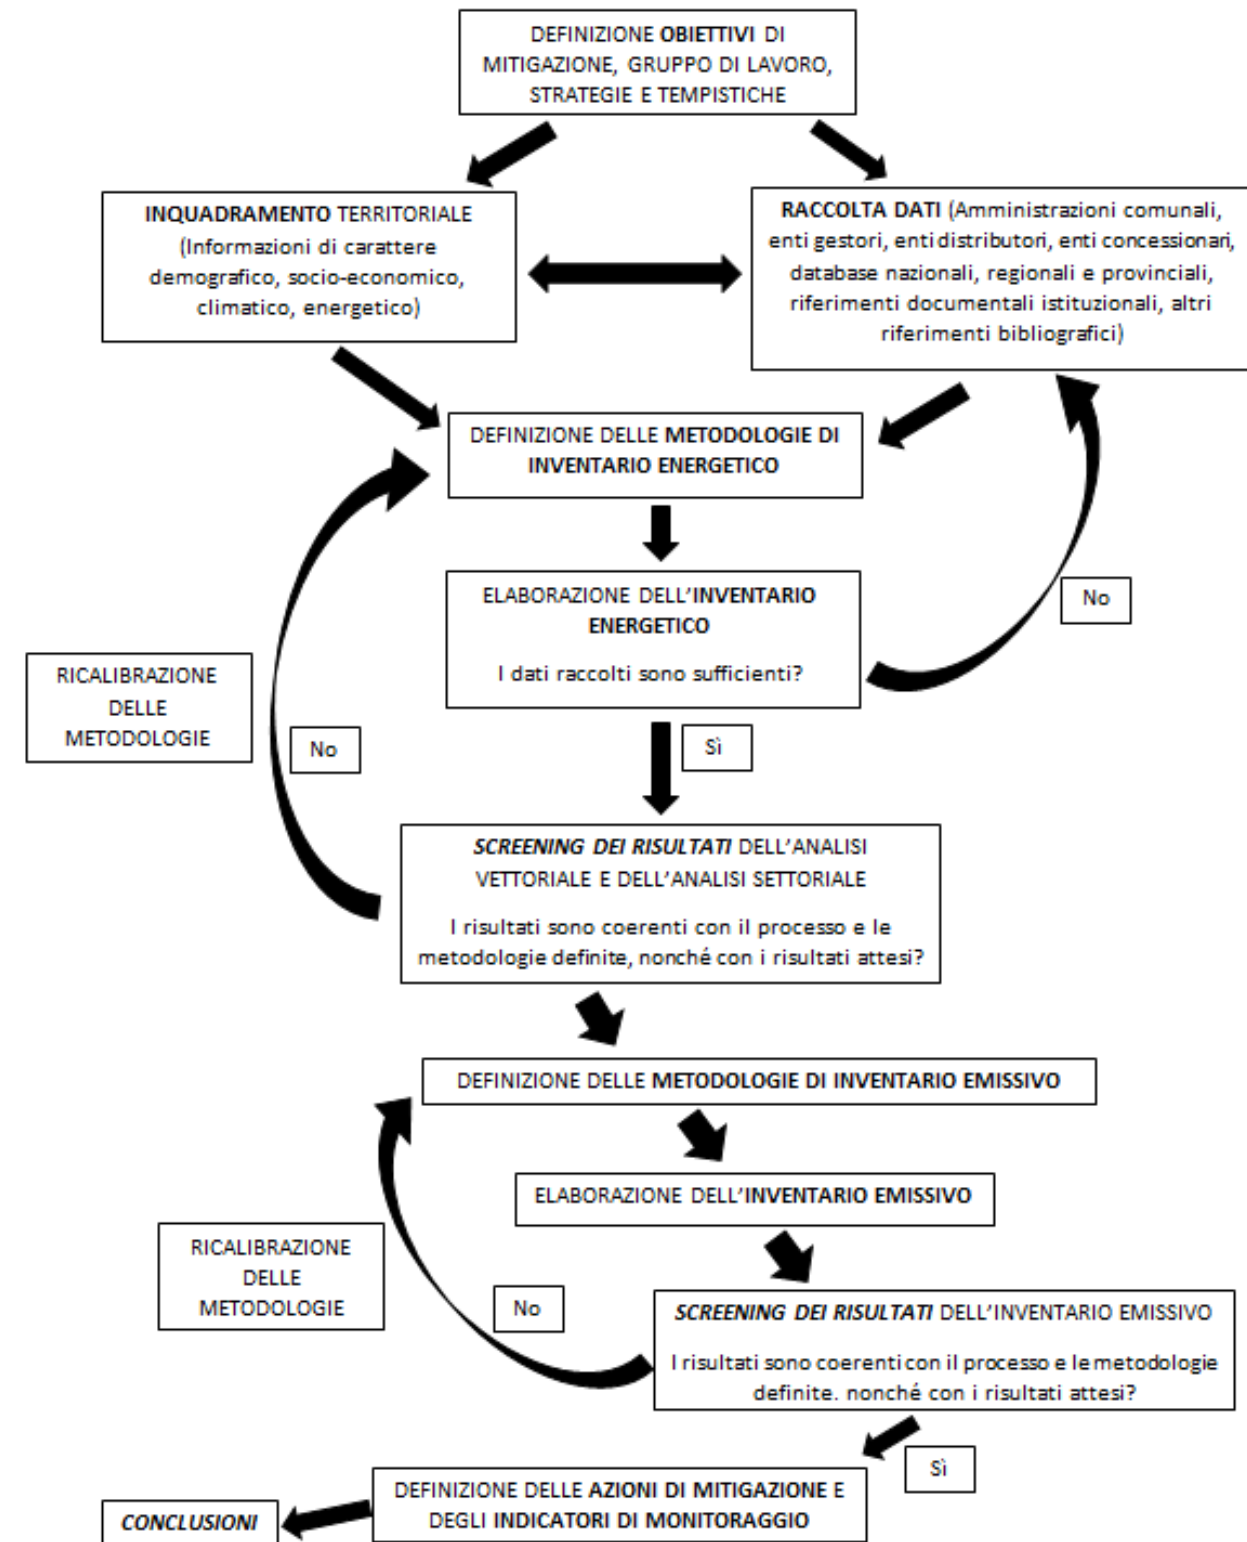 DEFINIZIONE OBIETTIVI DI
MITIGAZIONE, GRUPPO DI LAVORO,
STRATEGIE E TEMPISTICHE
INQUADRAMENTO TERRITORIALE
(Informazioni di carattere
demografico, socio-economico,
climatico, energetico)
RACCOLTA DATI (Amministrazioni comunali,
enti gestori, enti distributori, enti concessionari,
database nazionali, regionali e provinciali,
riferimenti documentali istituzionali, altri
riferimenti bibliografici)
DEFINIZIONE DELLE METODOLOGIE DI
INVENTARIO ENERGETICO
ELABORAZIONE DELL'INVENTARIO
ENERGETICO
I dati raccolti sono sufficienti?
No
RICALIBRAZIONE
DELLE
METODOLOGIE
No
Sì
SCREENING DEI RISULTATI DELL'ANALISI
VETTORIALE E DELL'ANALISI SETTORIALE
I risultati sono coerenti con il processo e le
metodologie definite, nonché con i risultati attesi?
DEFINIZIONE DELLE METODOLOGIE DI INVENTARIO EMISSIVO
ELABORAZIONE DELL'INVENTARIO EMISSIVO
RICALIBRAZIONE
DELLE
METODOLOGIE
No
SCREENING DEI RISULTATI DELL'INVENTARIO EMISSIVO
I risultati sono coerenti con il processo e le metodologie
definite. nonché con i risultati attesi?
Sì
DEFINIZIONE DELLE AZIONI DI MITIGAZIONE E
DEGLI INDICATORI DI MONITORAGGIO
CONCLUSIONI